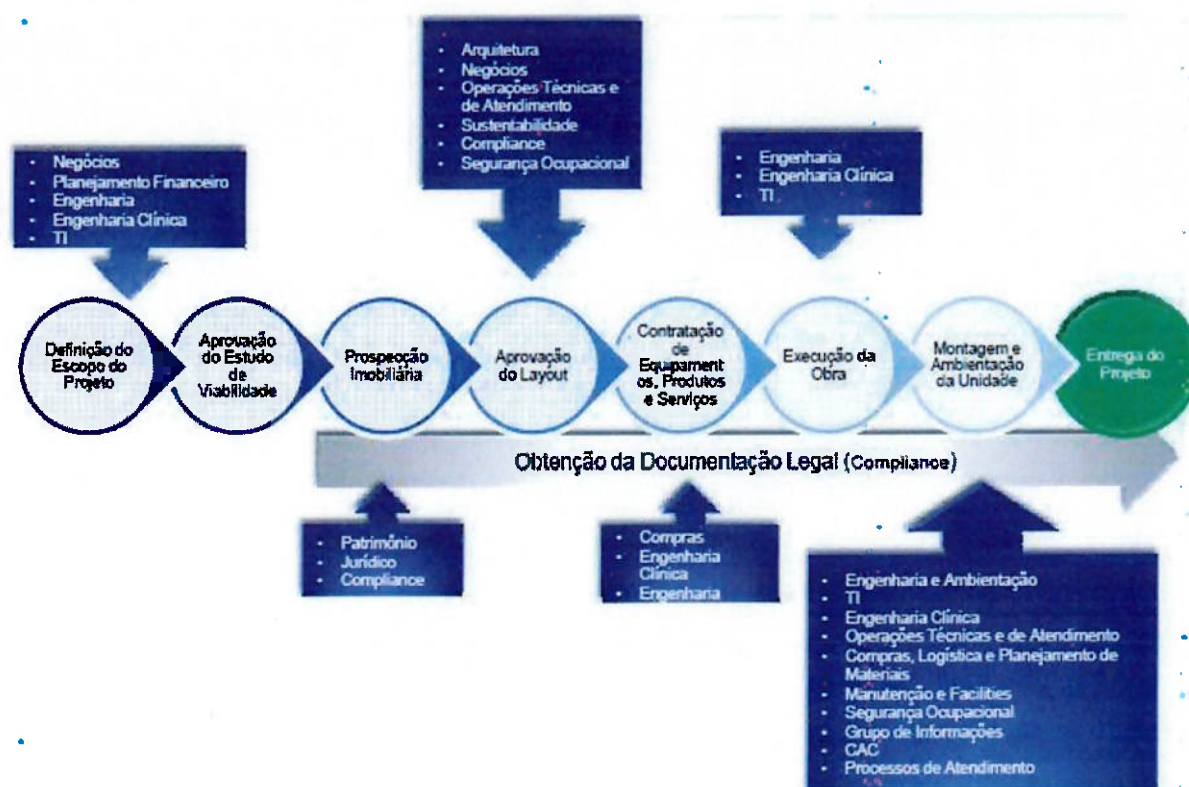 • Arquitetura
• Negócios
• Operações Técnicas e
de Atendimento
• Sustentabilidade
• Compliance
• Segurança Ocupacional
• Negócios
• Planejamento Financeiro
• Engenharia
• Engenharia Clínica
• TI
• Engenharia
• Engenharia Clínica
• TI
Definição do
Escopo do
Projeto
Aprovação
do Estudo
de
Viabilidade
Prospecção
Imobiliária
Aprovação
do Layout
Contratação
de
Equipament
os, Produtos
e Serviços
Execução da
Obra
Montagem e
Ambientação
da Unidade
Entrega do
Projeto
Obtenção da Documentação Legal (Compliance)
• Patrimônio
• Jurídico
• Compliance
• Compras
• Engenharia
Clínica
• Engenharia
• Engenharia e Ambientação
• TI
• Engenharia Clínica
• Operações Técnicas e de Atendimento
• Compras, Logística e Planejamento de
Materiais
• Manutenção e Facilities
• Segurança Ocupacional
• Grupo de Informações
• CAC
• Processos de Atendimento